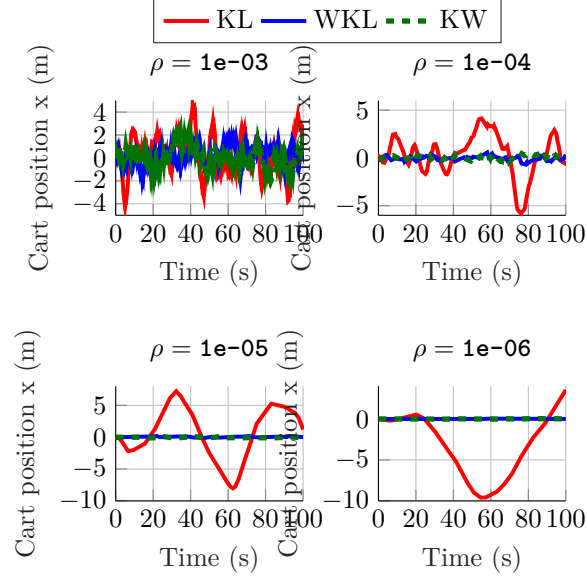 KL WKL KW
ρ = 1e-03
Cart position x (m)
4
2
0
−2
−4
0 20 40 60 80 100
Time (s)
ρ = 1e-04
Cart position x (m)
5
0
−5
0 20 40 60 80 100
Time (s)
ρ = 1e-05
Cart position x (m)
5
0
−5
−10
0 20 40 60 80 100
Time (s)
ρ = 1e-06
Cart position x (m)
0
−5
−10
0 20 40 60 80 100
Time (s)